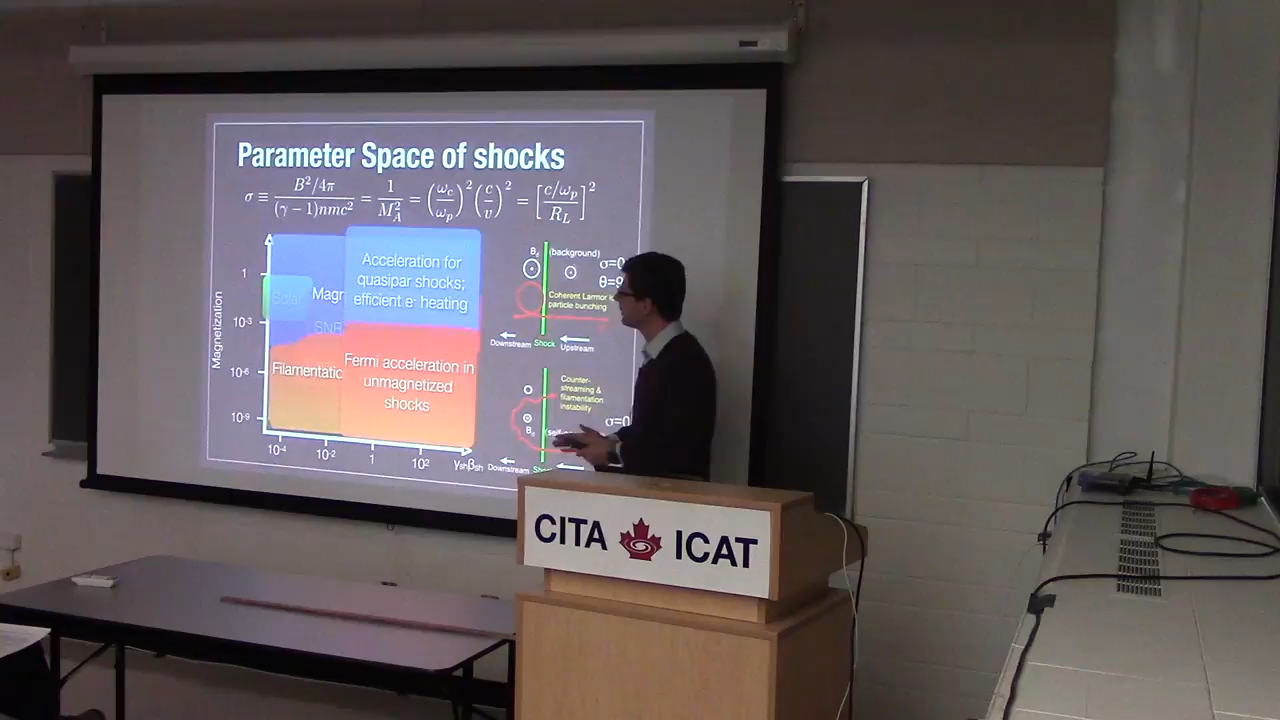 Parameter Space of shocks
σ ≡ B²/4π / (γ − 1)nmc² = 1/M_A² = (ω_c/ω_p)² (c/v)² = [c/ω_p / R_L]²
Magnetization
1
10⁻³
10⁻⁶
10⁻⁹
10⁻⁴
10⁻²
1
10²
γshβsh
Solar
Magn
SNR
Filamentatio
Acceleration for
quasipar shocks;
efficient e⁻ heating
Fermi acceleration in
unmagnetized
shocks
(background)
σ=0
Coherent Larmor
particle bunching
Downstream Shock Upstream
Counter-
streaming &
filamentation
instability
σ=0
Downstream
CITA ICAT